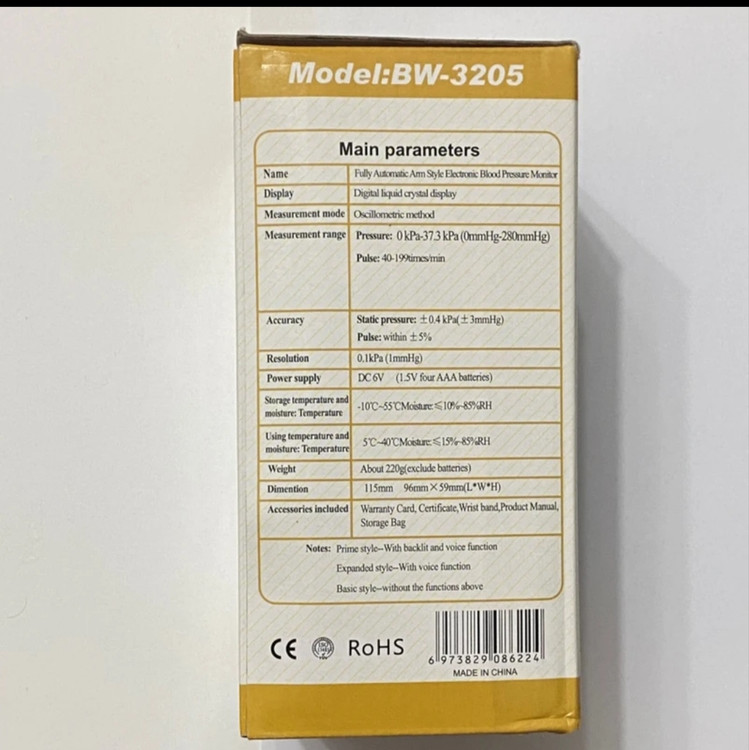 Model:BW-3205
Main parameters
Name Fully Automatic Arm Style Electronic Blood Pressure Monitor
Display Digital liquid crystal display
Measurement mode Oscillometric method
Measurement range Pressure: 0 kPa-37.3 kPa (0mmHg-280mmHg)
Pulse: 40-199times/min
Accuracy Static pressure: ±0.4 kPa(±3mmHg)
Pulse: within ±5%
Resolution 0.1kPa (1mmHg)
Power supply DC 6V (1.5V four AAA batteries)
Storage temperature and
moisture: Temperature -10℃~55℃Moisture:≤10%~85%RH
Using temperature and
moisture: Temperature 5℃~40℃Moisture:≤15%~85%RH
Weight About 220g(exclude batteries)
Dimention 115mm 96mm×59mm(L*W*H)
Accessories included Warranty Card, Certificate,Wrist band,Product Manual,
Storage Bag
Notes: Prime style--With backlit and voice function
Expanded style--With voice function
Basic style--without the functions above
CE RoHS
6 973829 086224
MADE IN CHINA